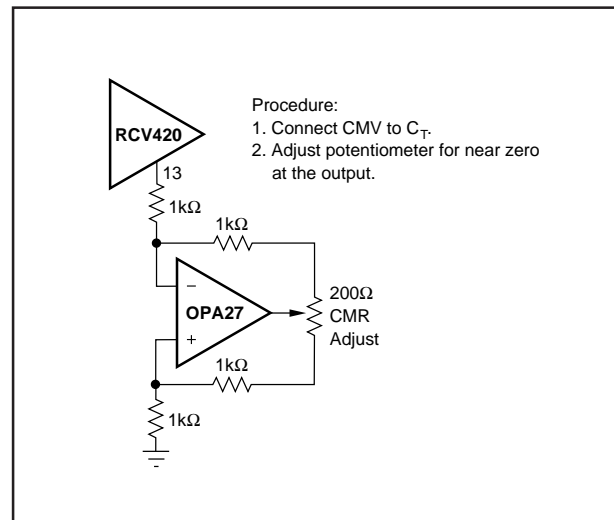 RCV420
13
1kΩ
Procedure:
1. Connect CMV to C_T.
2. Adjust potentiometer for near zero
at the output.
1kΩ
–
OPA27
+
200Ω
CMR
Adjust
1kΩ
1kΩ